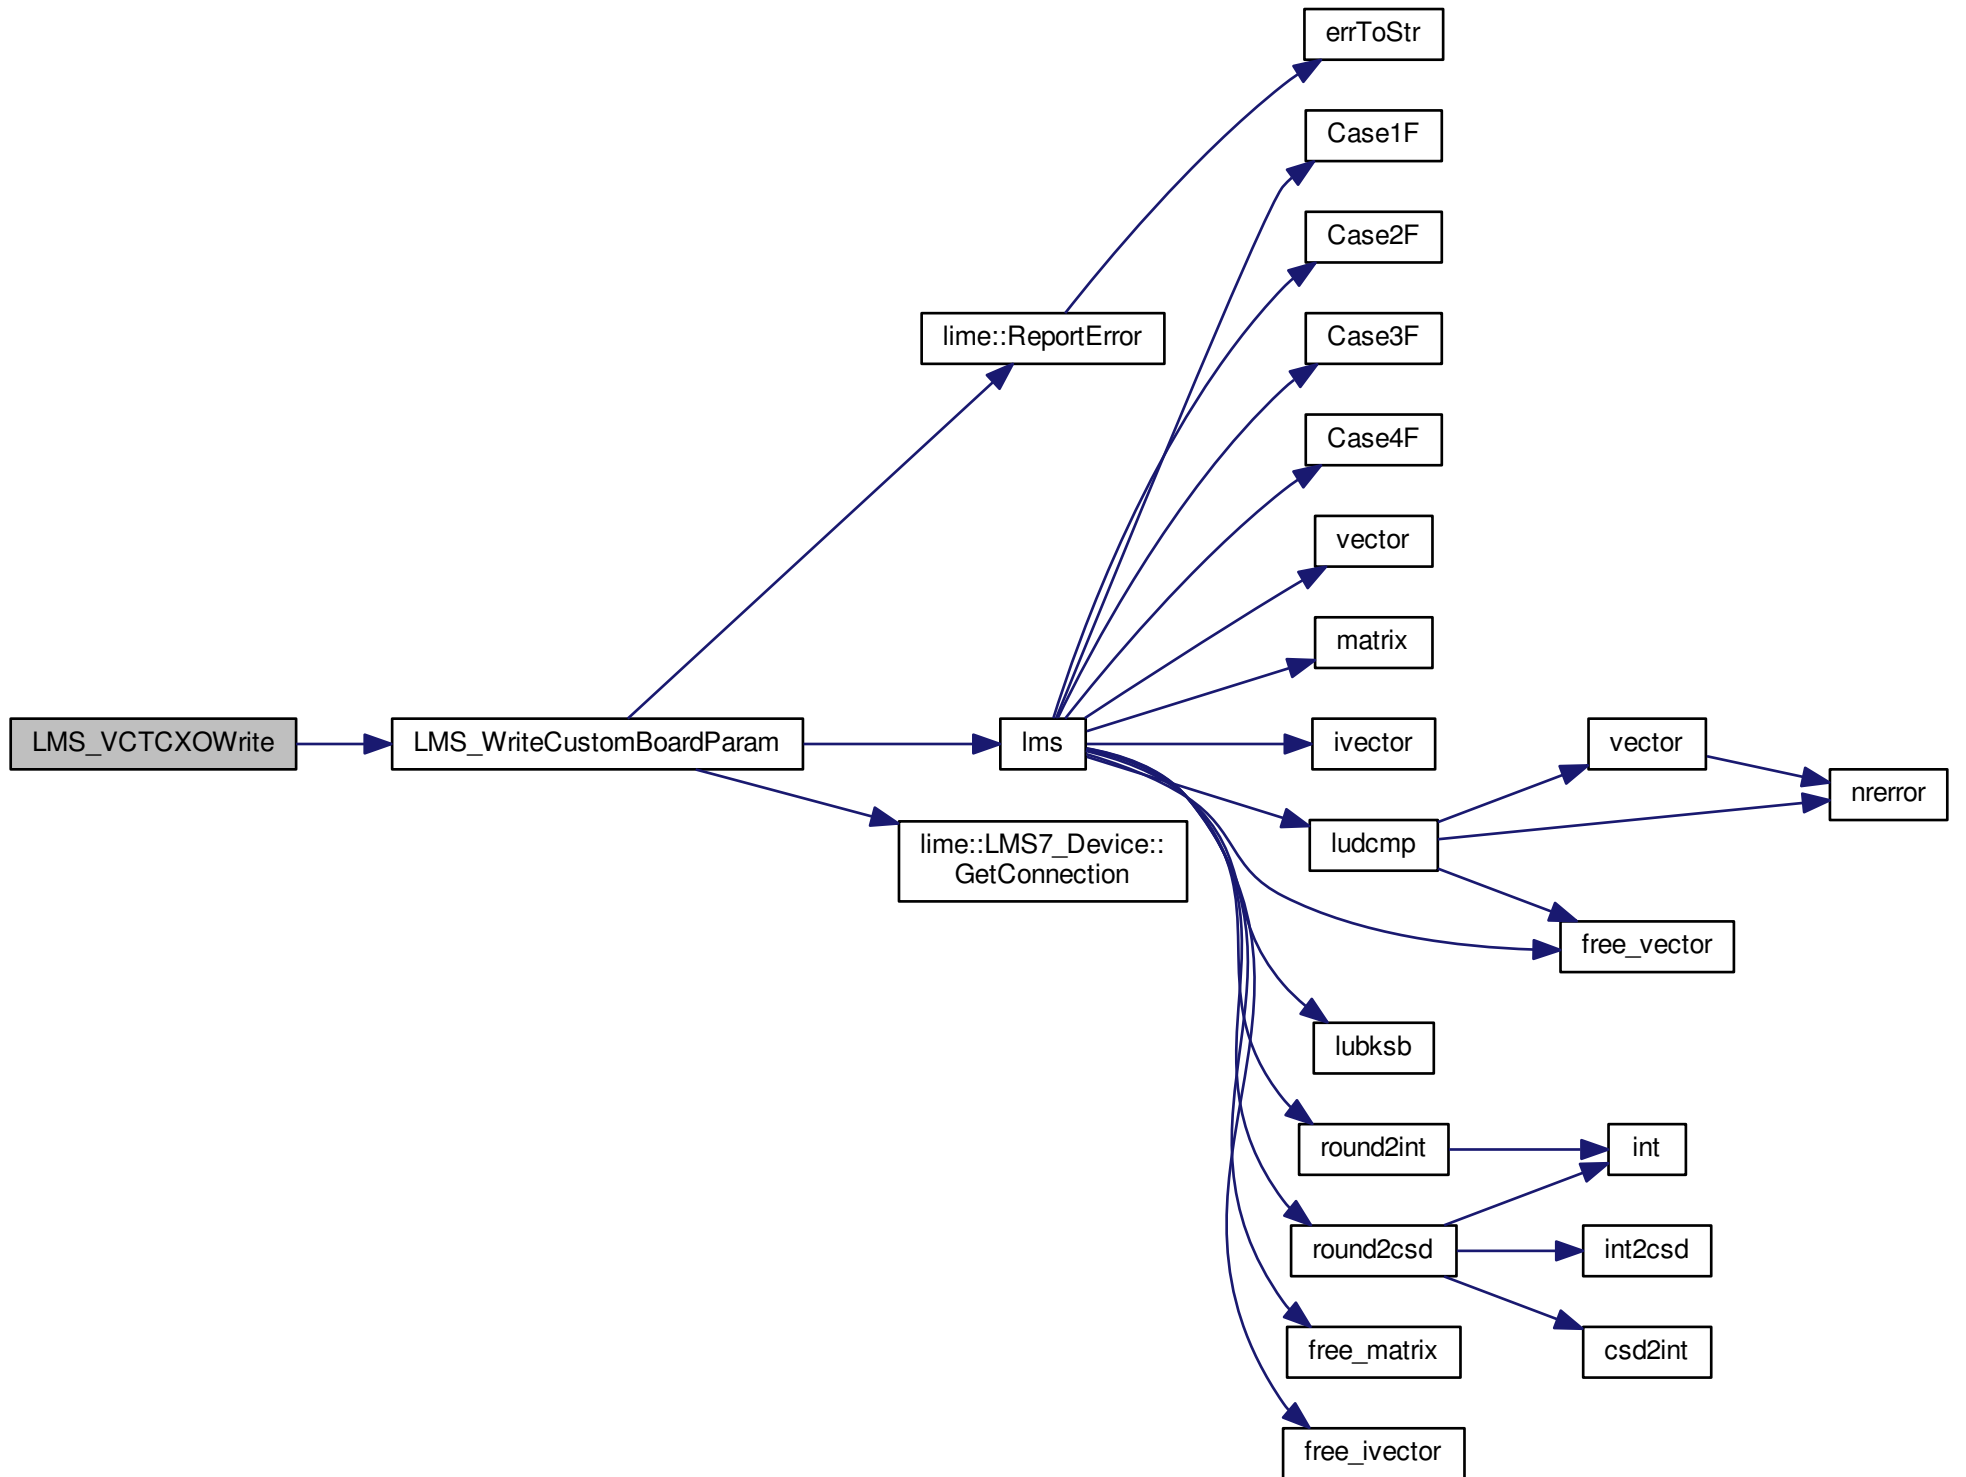 errToStr
Case1F
Case2F
lime::ReportError
Case3F
Case4F
vector
matrix
LMS_VCTCXOWrite
LMS_WriteCustomBoardParam
lms
ivector
vector
nrerror
lime::LMS7_Device::
GetConnection
ludcmp
free_vector
lubksb
round2int
int
round2csd
int2csd
free_matrix
csd2int
free_ivector